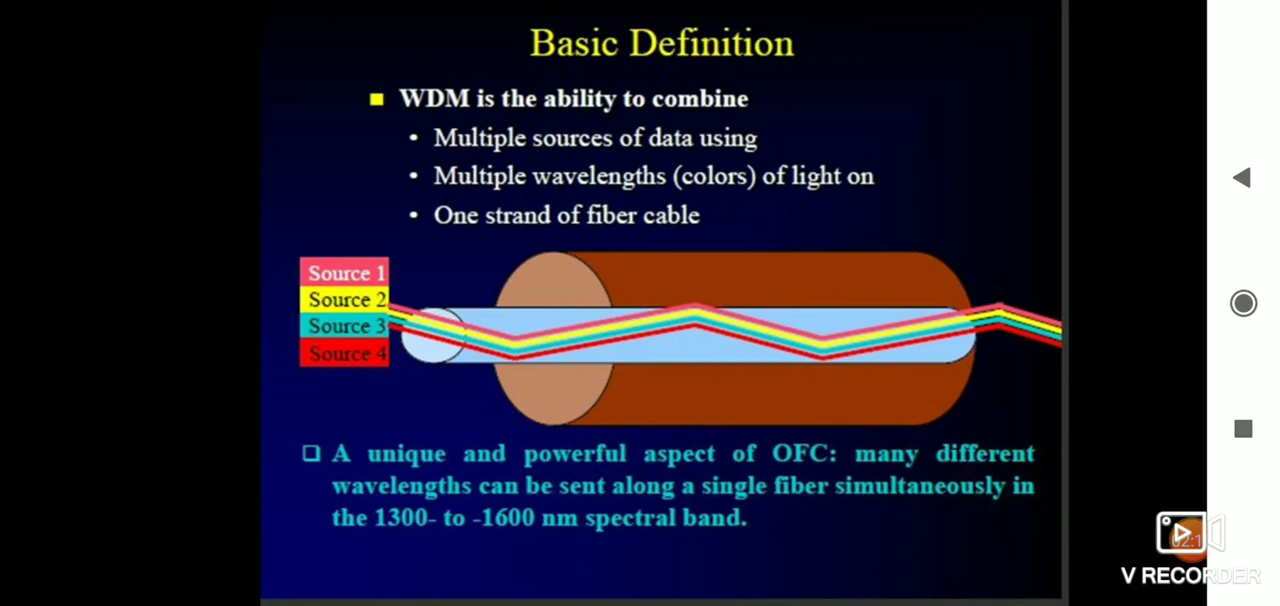 Basic Definition
WDM is the ability to combine
• Multiple sources of data using
• Multiple wavelengths (colors) of light on
• One strand of fiber cable
Source 1
Source 2
Source 3
Source 4
A unique and powerful aspect of OFC: many different
wavelengths can be sent along a single fiber simultaneously in
the 1300- to -1600 nm spectral band.
V RECORDER